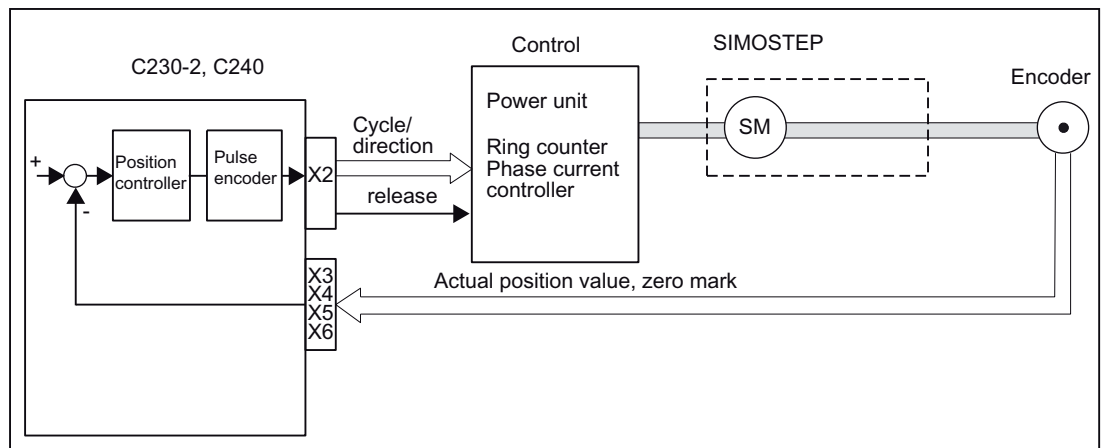 Control
SIMOSTEP
C230-2, C240
Encoder
Power unit
Ring counter
Phase current
controller
SM
Cycle/
direction
+
-
Position
controller
Pulse
encoder
X2
release
X3
X4
X5
X6
Actual position value, zero mark